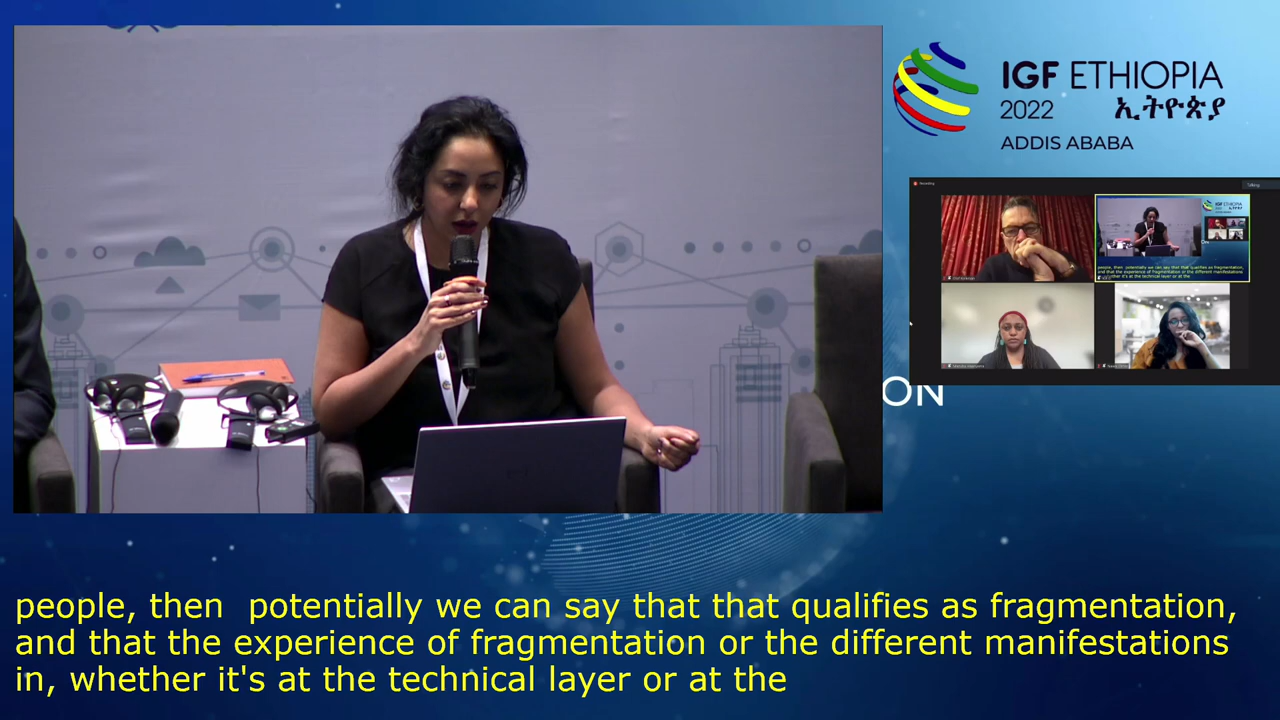 IGF ETHIOPIA
2022 ኢትዮጵያ
ADDIS ABABA
Recording
Talking:
ON
people, then  potentially we can say that that qualifies as fragmentation,
and that the experience of fragmentation or the different manifestations
in, whether it's at the technical layer or at the